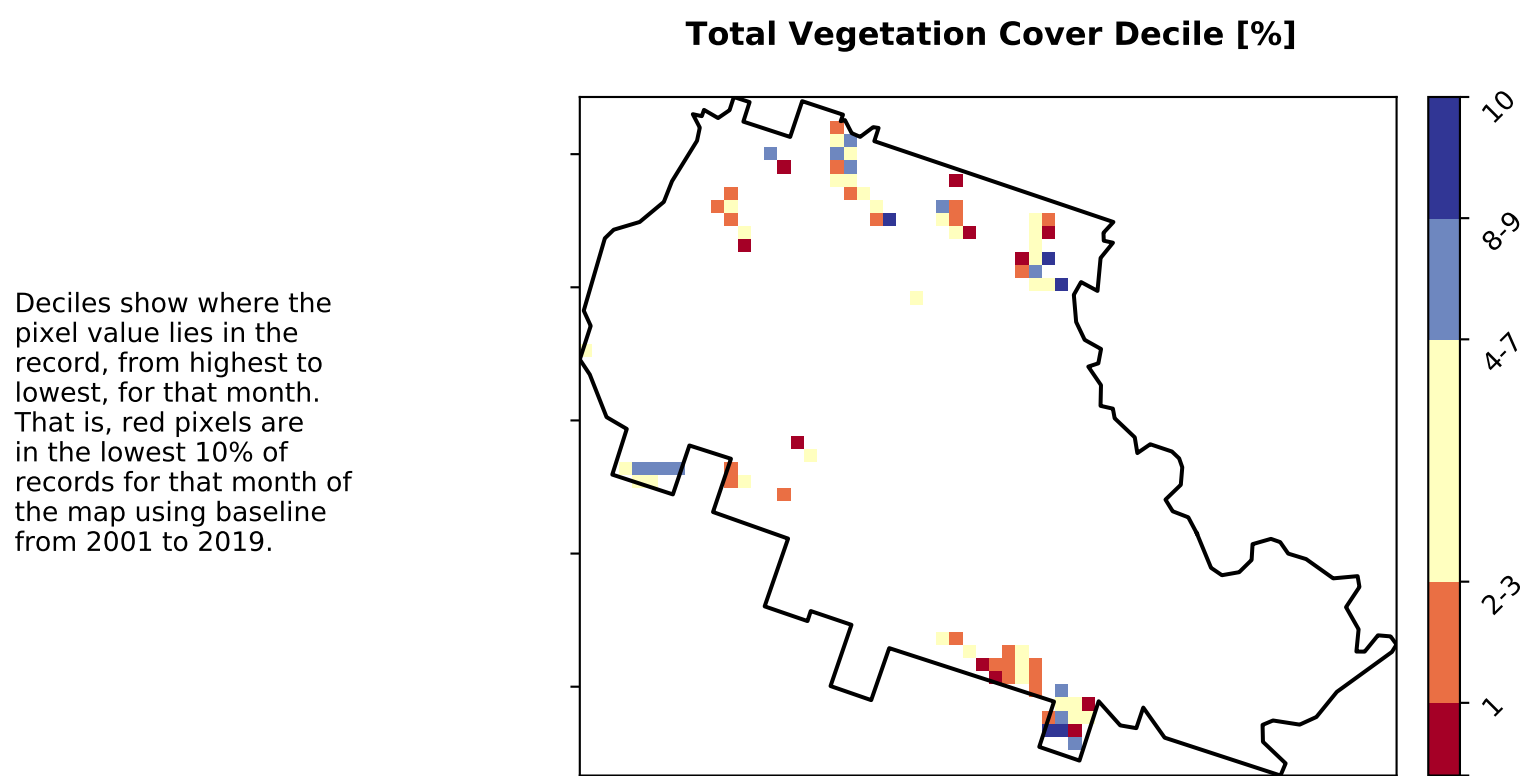 Total Vegetation Cover Decile [%]
Deciles show where the
pixel value lies in the
record, from highest to
lowest, for that month.
That is, red pixels are
in the lowest 10% of
records for that month of
the map using baseline
from 2001 to 2019.
10
8-9
4-7
2-3
1